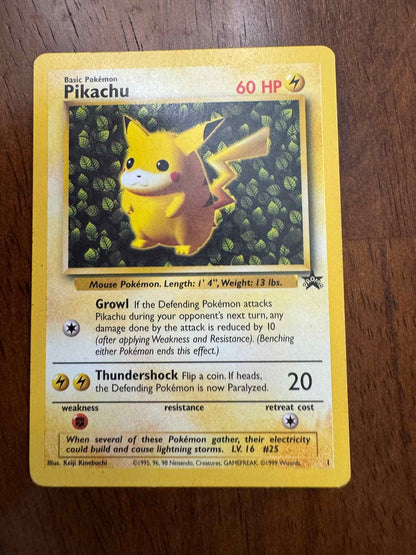 Basic Pokémon
Pikachu 60 HP
Mouse Pokémon. Length: 1' 4", Weight: 13 lbs.
Growl If the Defending Pokémon attacks
Pikachu during your opponent's next turn, any
damage done by the attack is reduced by 10
(after applying Weakness and Resistance). (Benching
either Pokémon ends this effect.)
Thundershock Flip a coin. If heads,
the Defending Pokémon is now Paralyzed. 20
weakness resistance retreat cost
When several of these Pokémon gather, their electricity
could build and cause lightning storms. LV. 16 #25
Illus. Keiji Kinebuchi ©1995, 96, 98 Nintendo, Creatures, GAMEFREAK. ©1999 Wizards. 1